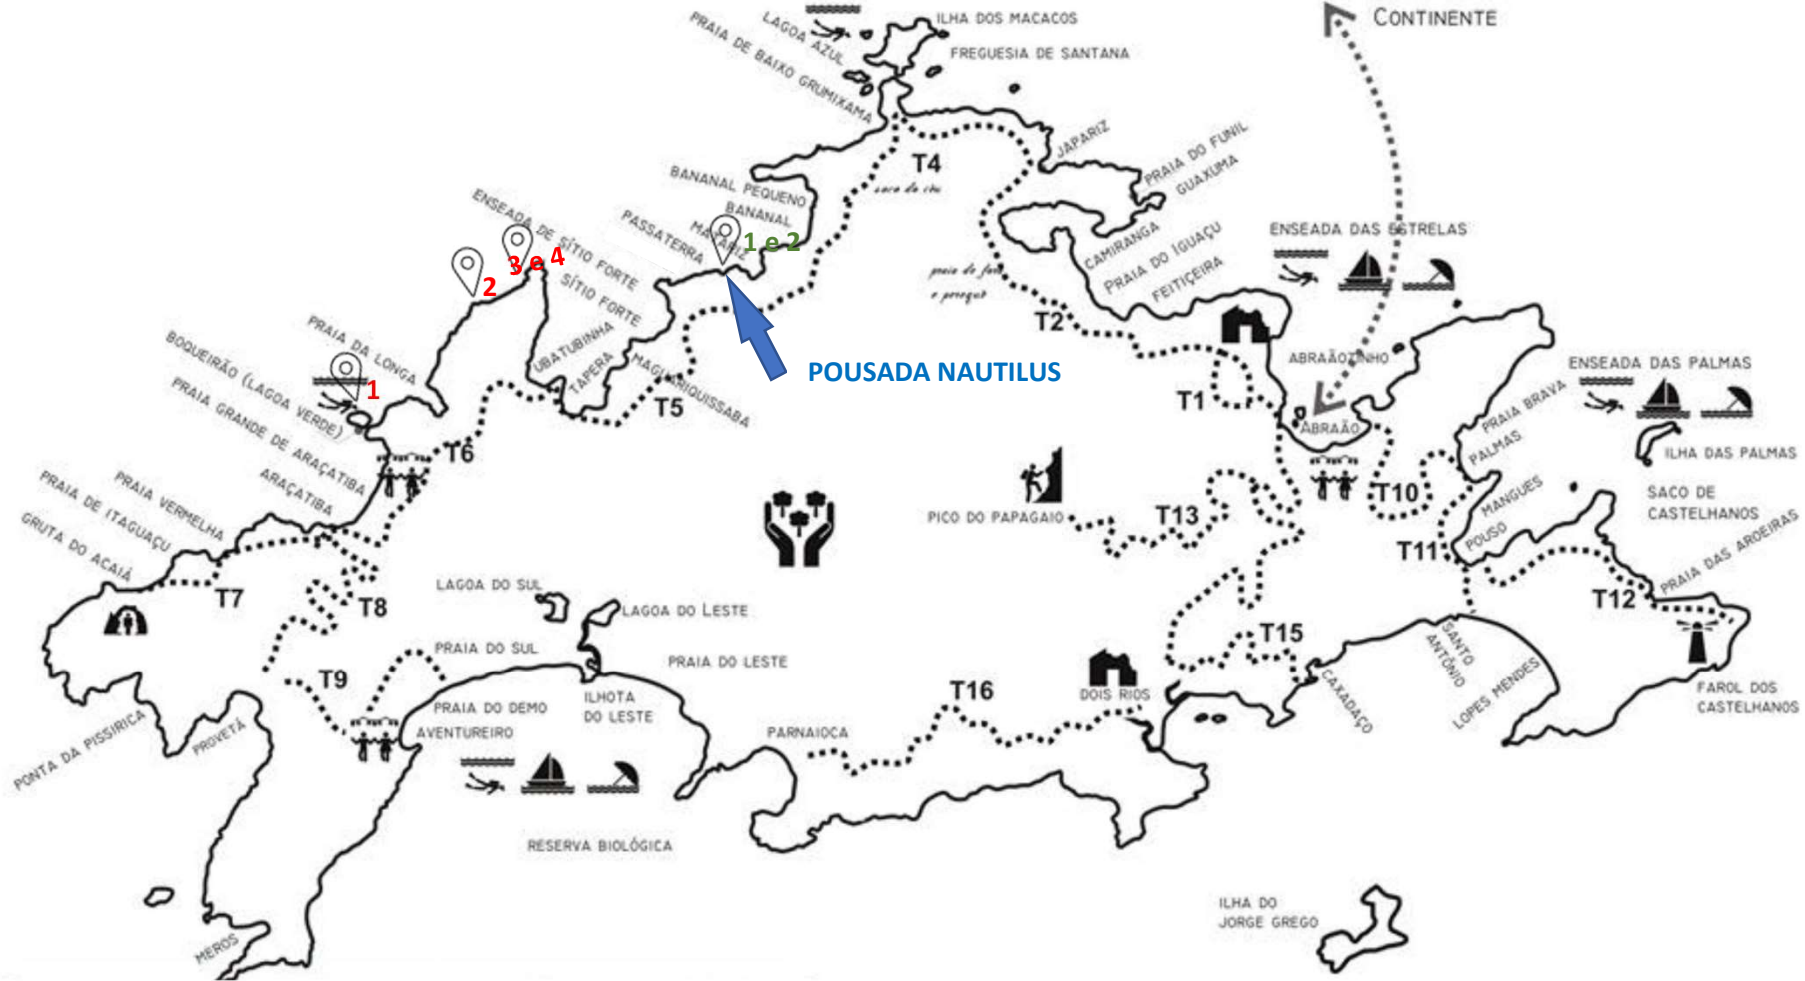 ILHA DOS MACACOS
CONTINENTE
LAGOA AZUL
PRAIA DE BAIXO GRUMIXAMA
FREGUESIA DE SANTANA
JAPARIZ
PRAIA DO FUNIL
GUAXUMA
T4
saco do céu
BANANAL PEQUENO
BANANAL
MATARIZ
PASSATERRA
1 e 2
ENSEADA DE SÍTIO FORTE
SÍTIO FORTE
3 e 4
2
CAMIRANGA
PRAIA DO IGUAÇU
FEITICEIRA
ENSEADA DAS ESTRELAS
praia de fora
e perequê
T2
PRAIA DA LONGA
UBATUBINHA
TAPERA
MAGUARIQUISSABA
POUSADA NAUTILUS
ABRAÃOZINHO
ENSEADA DAS PALMAS
1
BOQUEIRÃO (LAGOA VERDE)
PRAIA GRANDE DE ARAÇATIBA
ARAÇATIBA
T5
T1
ABRAÃO
PRAIA BRAVA
PALMAS
ILHA DAS PALMAS
T6
PRAIA VERMELHA
PRAIA DE ITAGUAÇU
GRUTA DO ACAIÁ
PICO DO PAPAGAIO
T13
T10
MANGUES
POUSO
SACO DE
CASTELHANOS
T11
PRAIA DAS AROEIRAS
T7
T8
LAGOA DO SUL
LAGOA DO LESTE
T12
T15
PRAIA DO SUL
PRAIA DO LESTE
SANTO
ANTÔNIO
LOPES MENDES
T9
T16
DOIS RIOS
CAXADAÇO
FAROL DOS
CASTELHANOS
PRAIA DO DEMO
ILHOTA
DO LESTE
PONTA DA PISSIRICA
PROVETÁ
AVENTUREIRO
PARNAIOCA
RESERVA BIOLÓGICA
ILHA DO
JORGE GREGO
MEROS